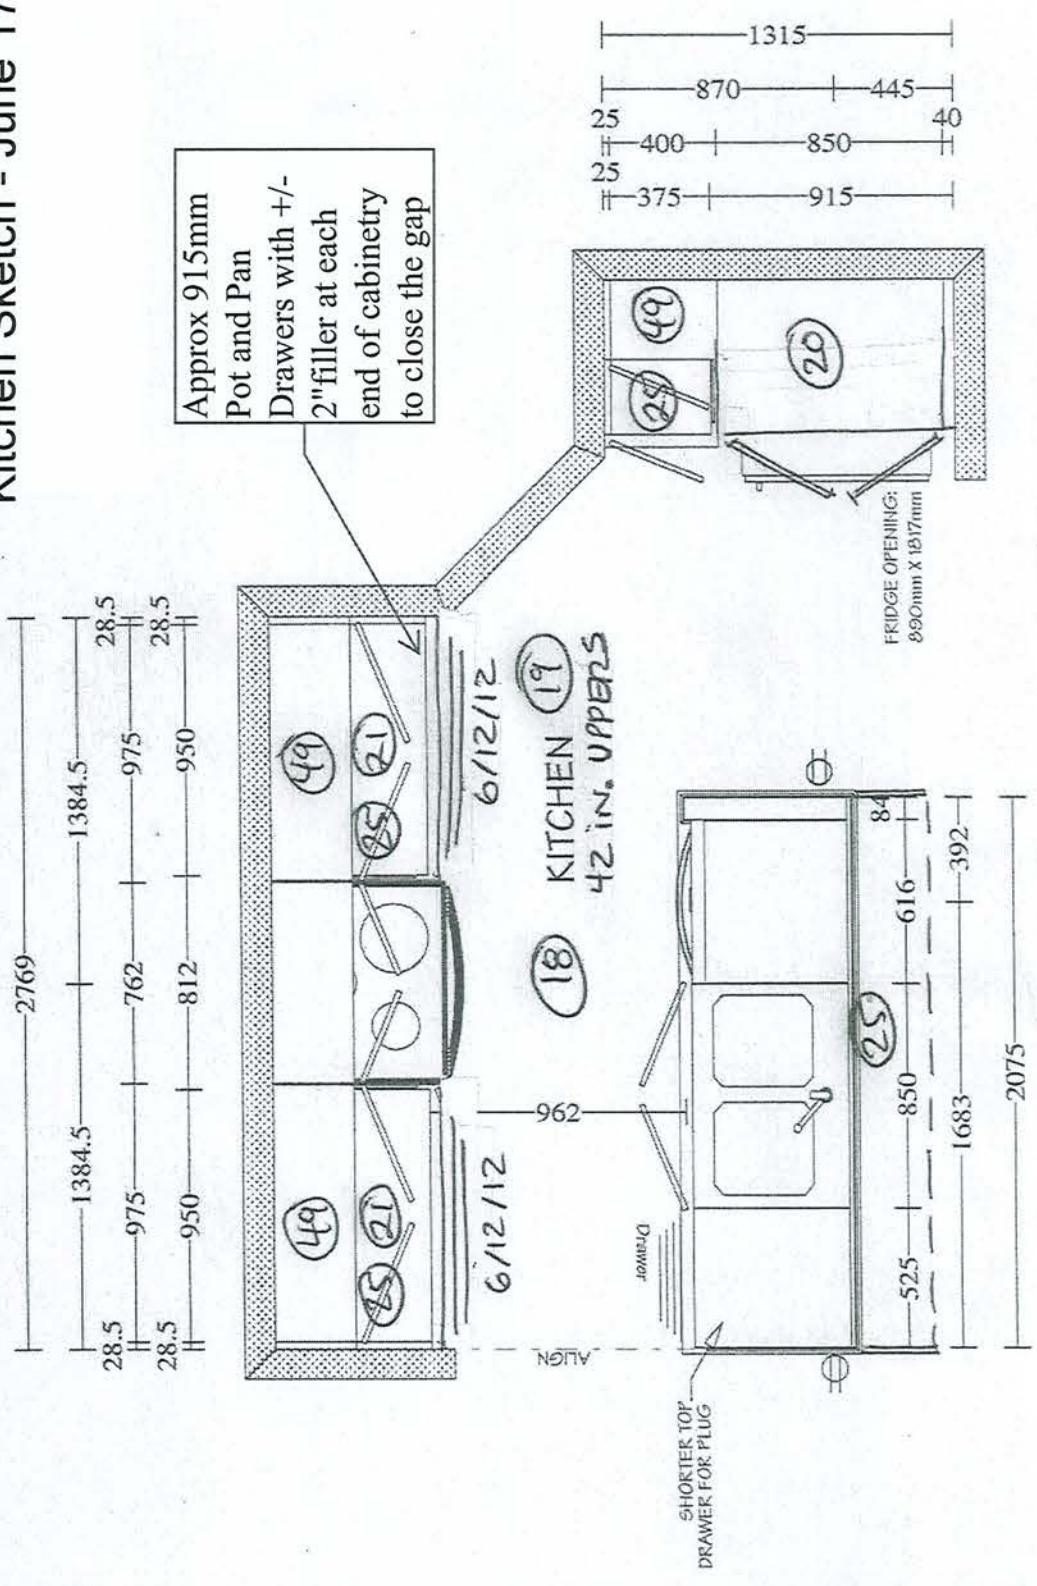 Kitchen Sketch - June 17
2769
1384.5 1384.5
28.5 975 762 975 28.5
28.5 950 812 950 28.5
Approx 915mm
Pot and Pan
Drawers with +/-
2"filler at each
end of cabinetry
to close the gap
49
49
25
21
25
21
6/12/12
6/12/12
18
KITCHEN 19
42 in. UPPERS
962
ALIGN
Drawer
SHORTER TOP
DRAWER FOR PLUG
25
525 850 616 84
1683 392
2075
25
49
20
FRIDGE OPENING:
890mm X 1817mm
1315
870 445
25 400 850 40
25 375 915